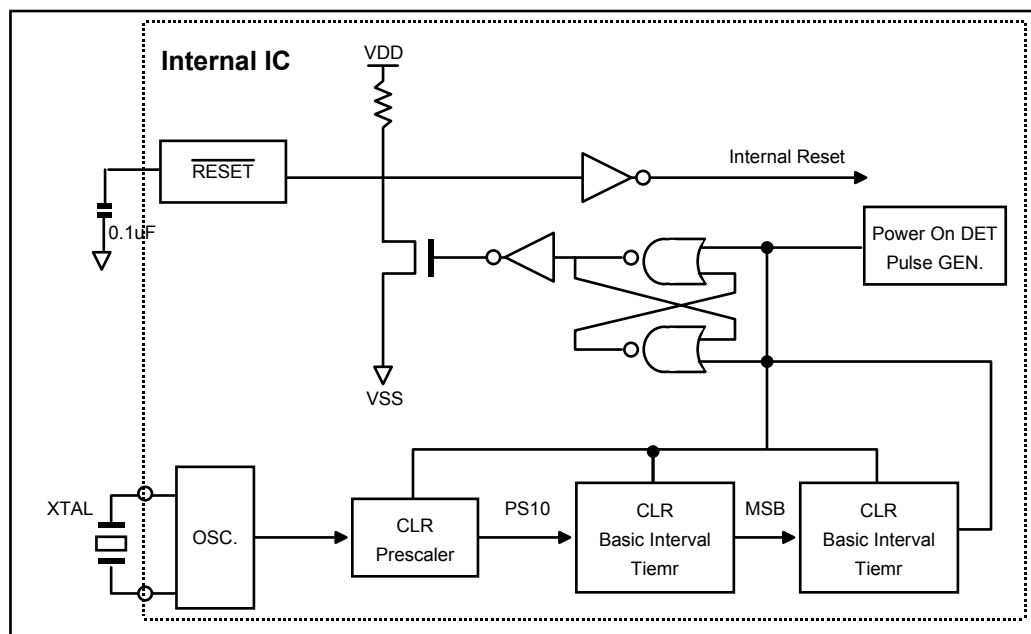 Internal IC
VDD
RESET
Internal Reset
0.1uF
Power On DET
Pulse GEN.
VSS
XTAL
OSC.
CLR
Prescaler
PS10
CLR
Basic Interval
Tiemr
MSB
CLR
Basic Interval
Tiemr